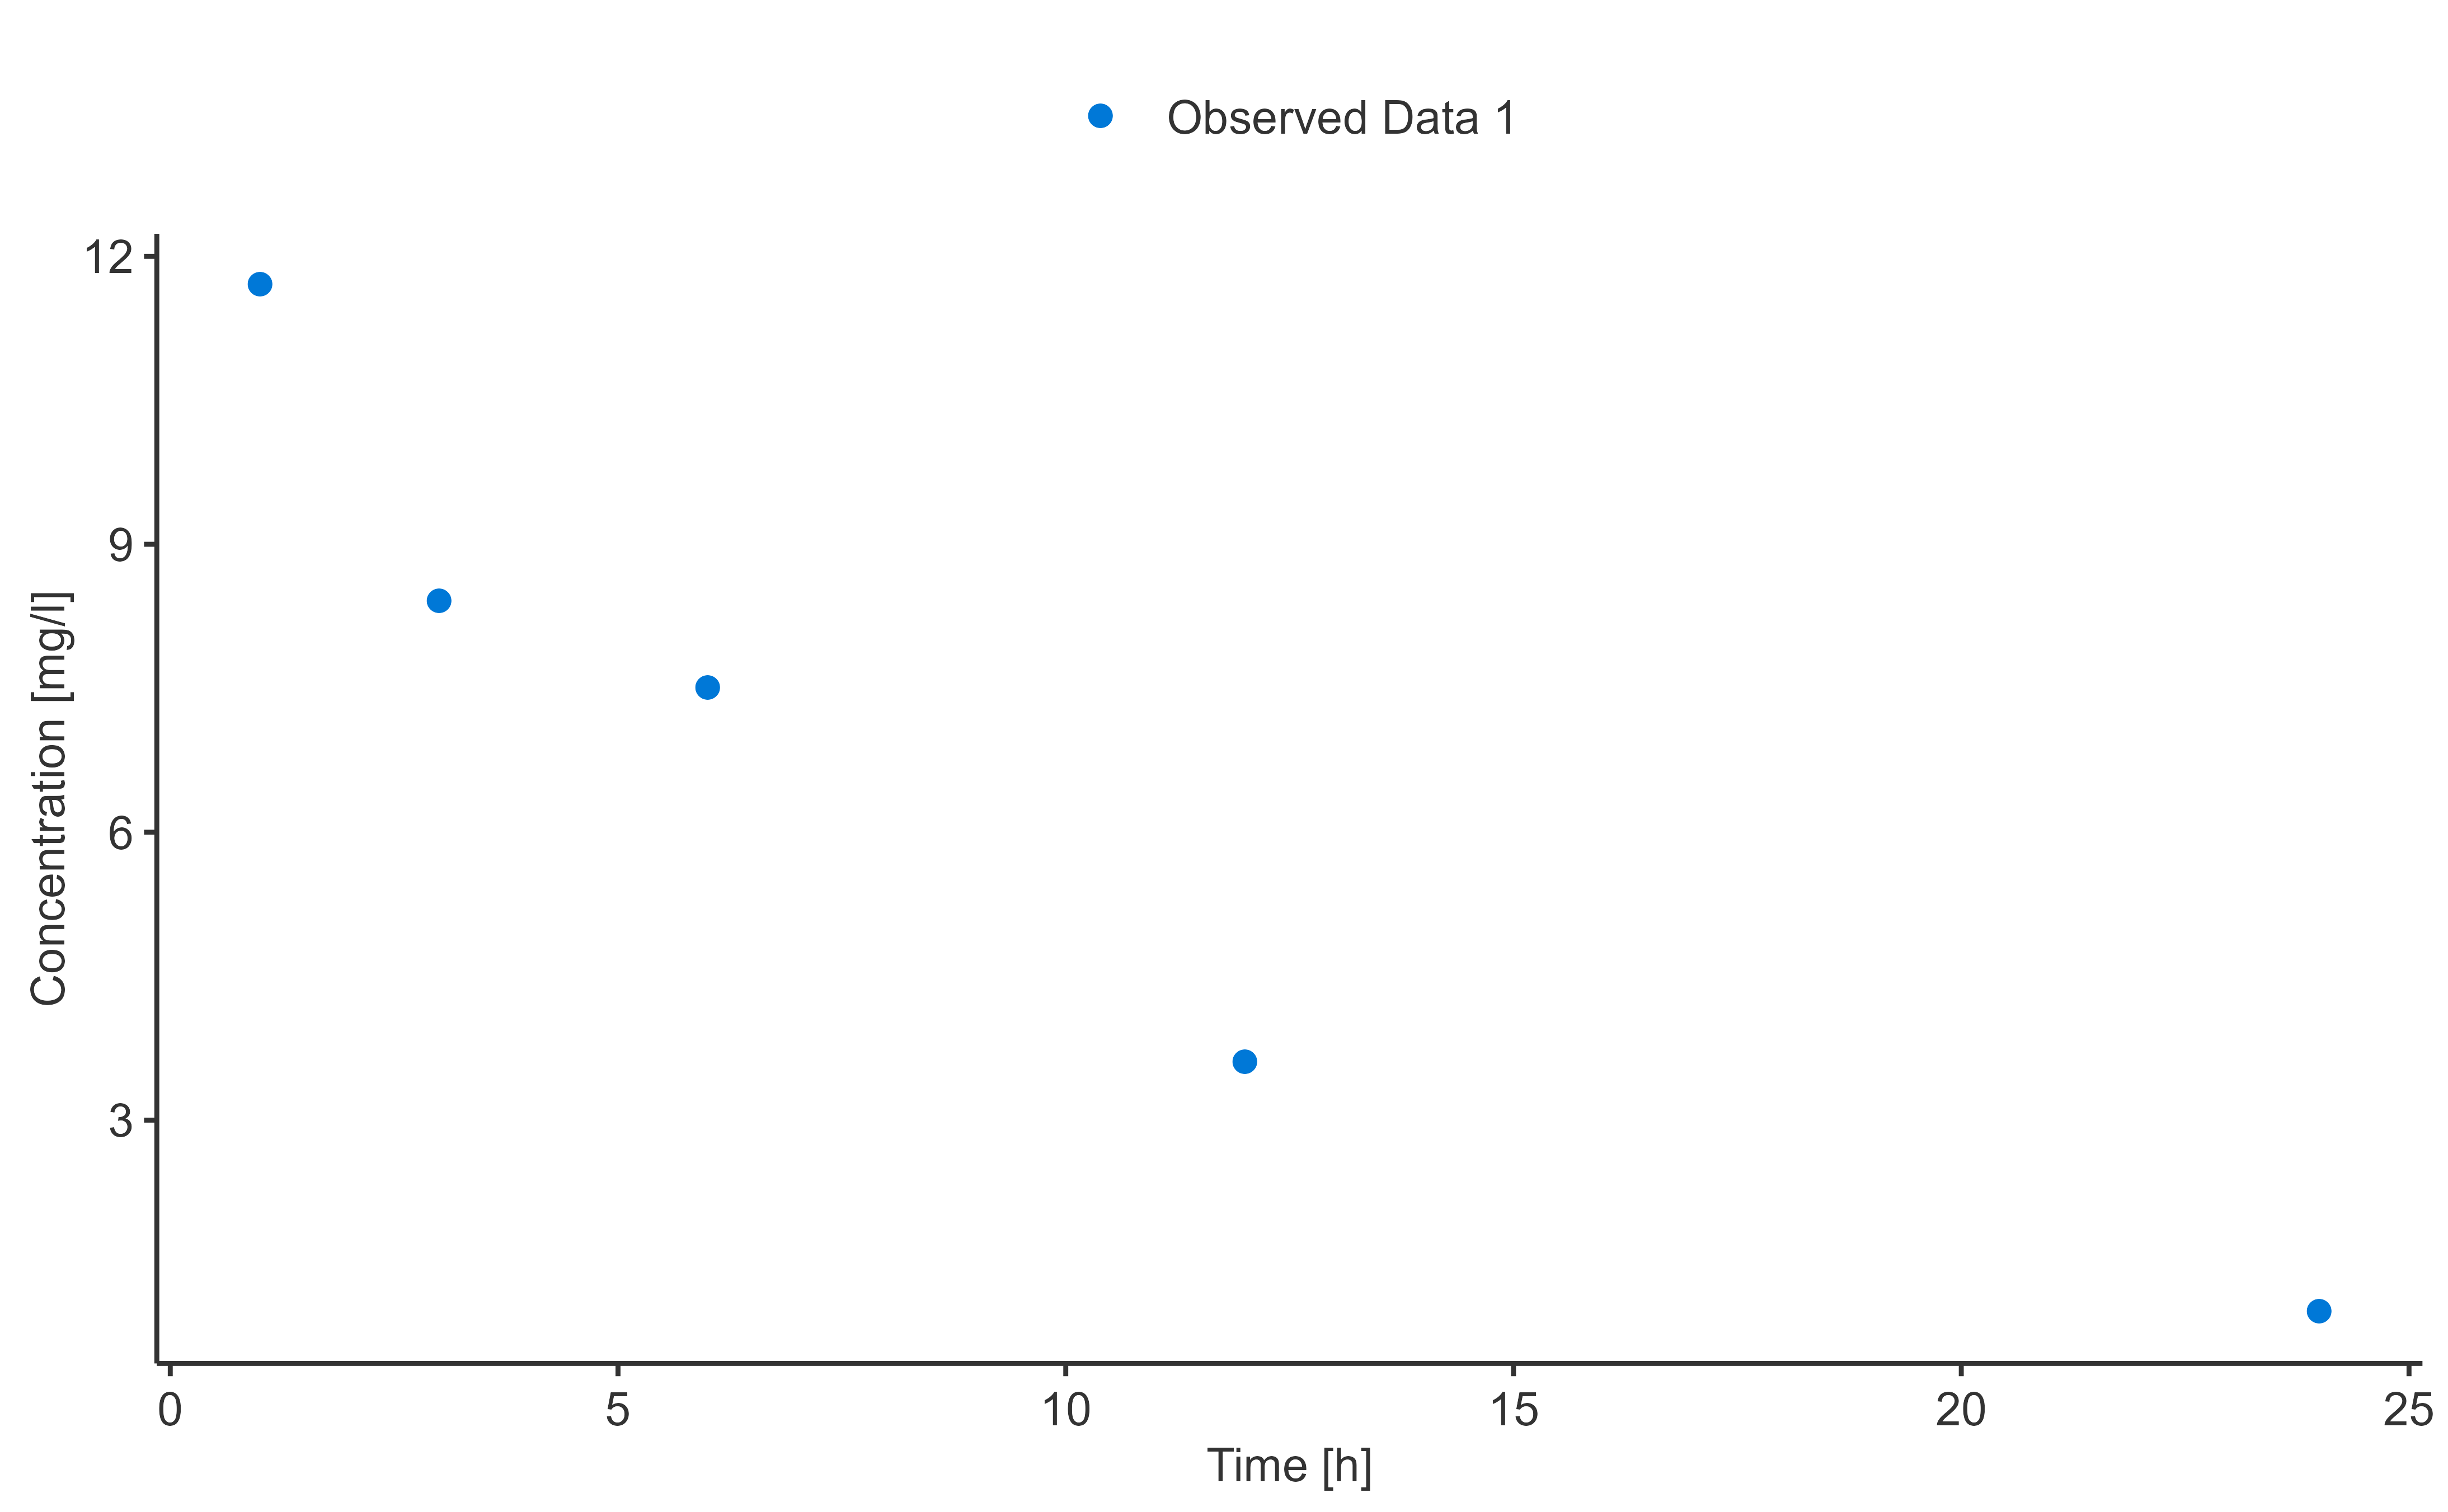 Observed Data 1
12
9
6
3
Concentration [mg/l]
0 5 10 15 20 25
Time [h]